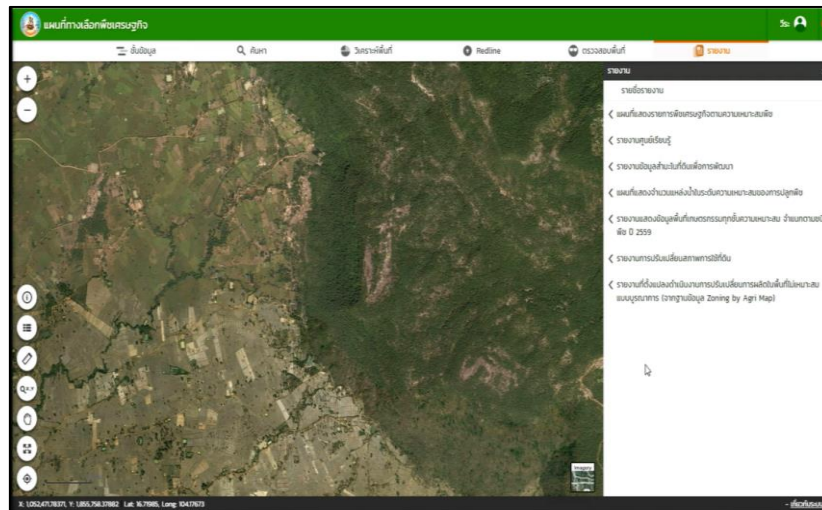 แผนที่ทางเลือกพืชเศรษฐกิจ
วีระ
ชั้นข้อมูล
ค้นหา
วิเคราะห์พื้นที่
Redline
ตรวจสอบพื้นที่
รายงาน
รายงาน
รายชื่อรายงาน
แผนที่แสดงรายการพืชเศรษฐกิจตามความเหมาะสมพืช
รายงานศูนย์เรียนรู้
รายงานข้อมูลสำมะโนที่ดินเพื่อการพัฒนา
แผนที่แสดงจำนวนแหล่งน้ำในระดับความเหมาะสมของการปลูกพืช
รายงานแสดงข้อมูลพื้นที่เกษตรกรรมทุกชั้นความเหมาะสม จำแนกตามชนิ
พืช ปี 2559
รายงานการปรับเปลี่ยนสภาพการใช้ที่ดิน
รายงานที่ตั้งแปลงดำเนินงานการปรับเปลี่ยนการผลิตในพื้นที่ไม่เหมาะสม
แบบบูรณาการ (จากฐานข้อมูล Zoning by Agri Map)
Imagery
X: 1,052,471.78371, Y: 1,855,758.37882 Lat: 16.71985, Long: 104.17673
- เกี่ยวกับระบบ